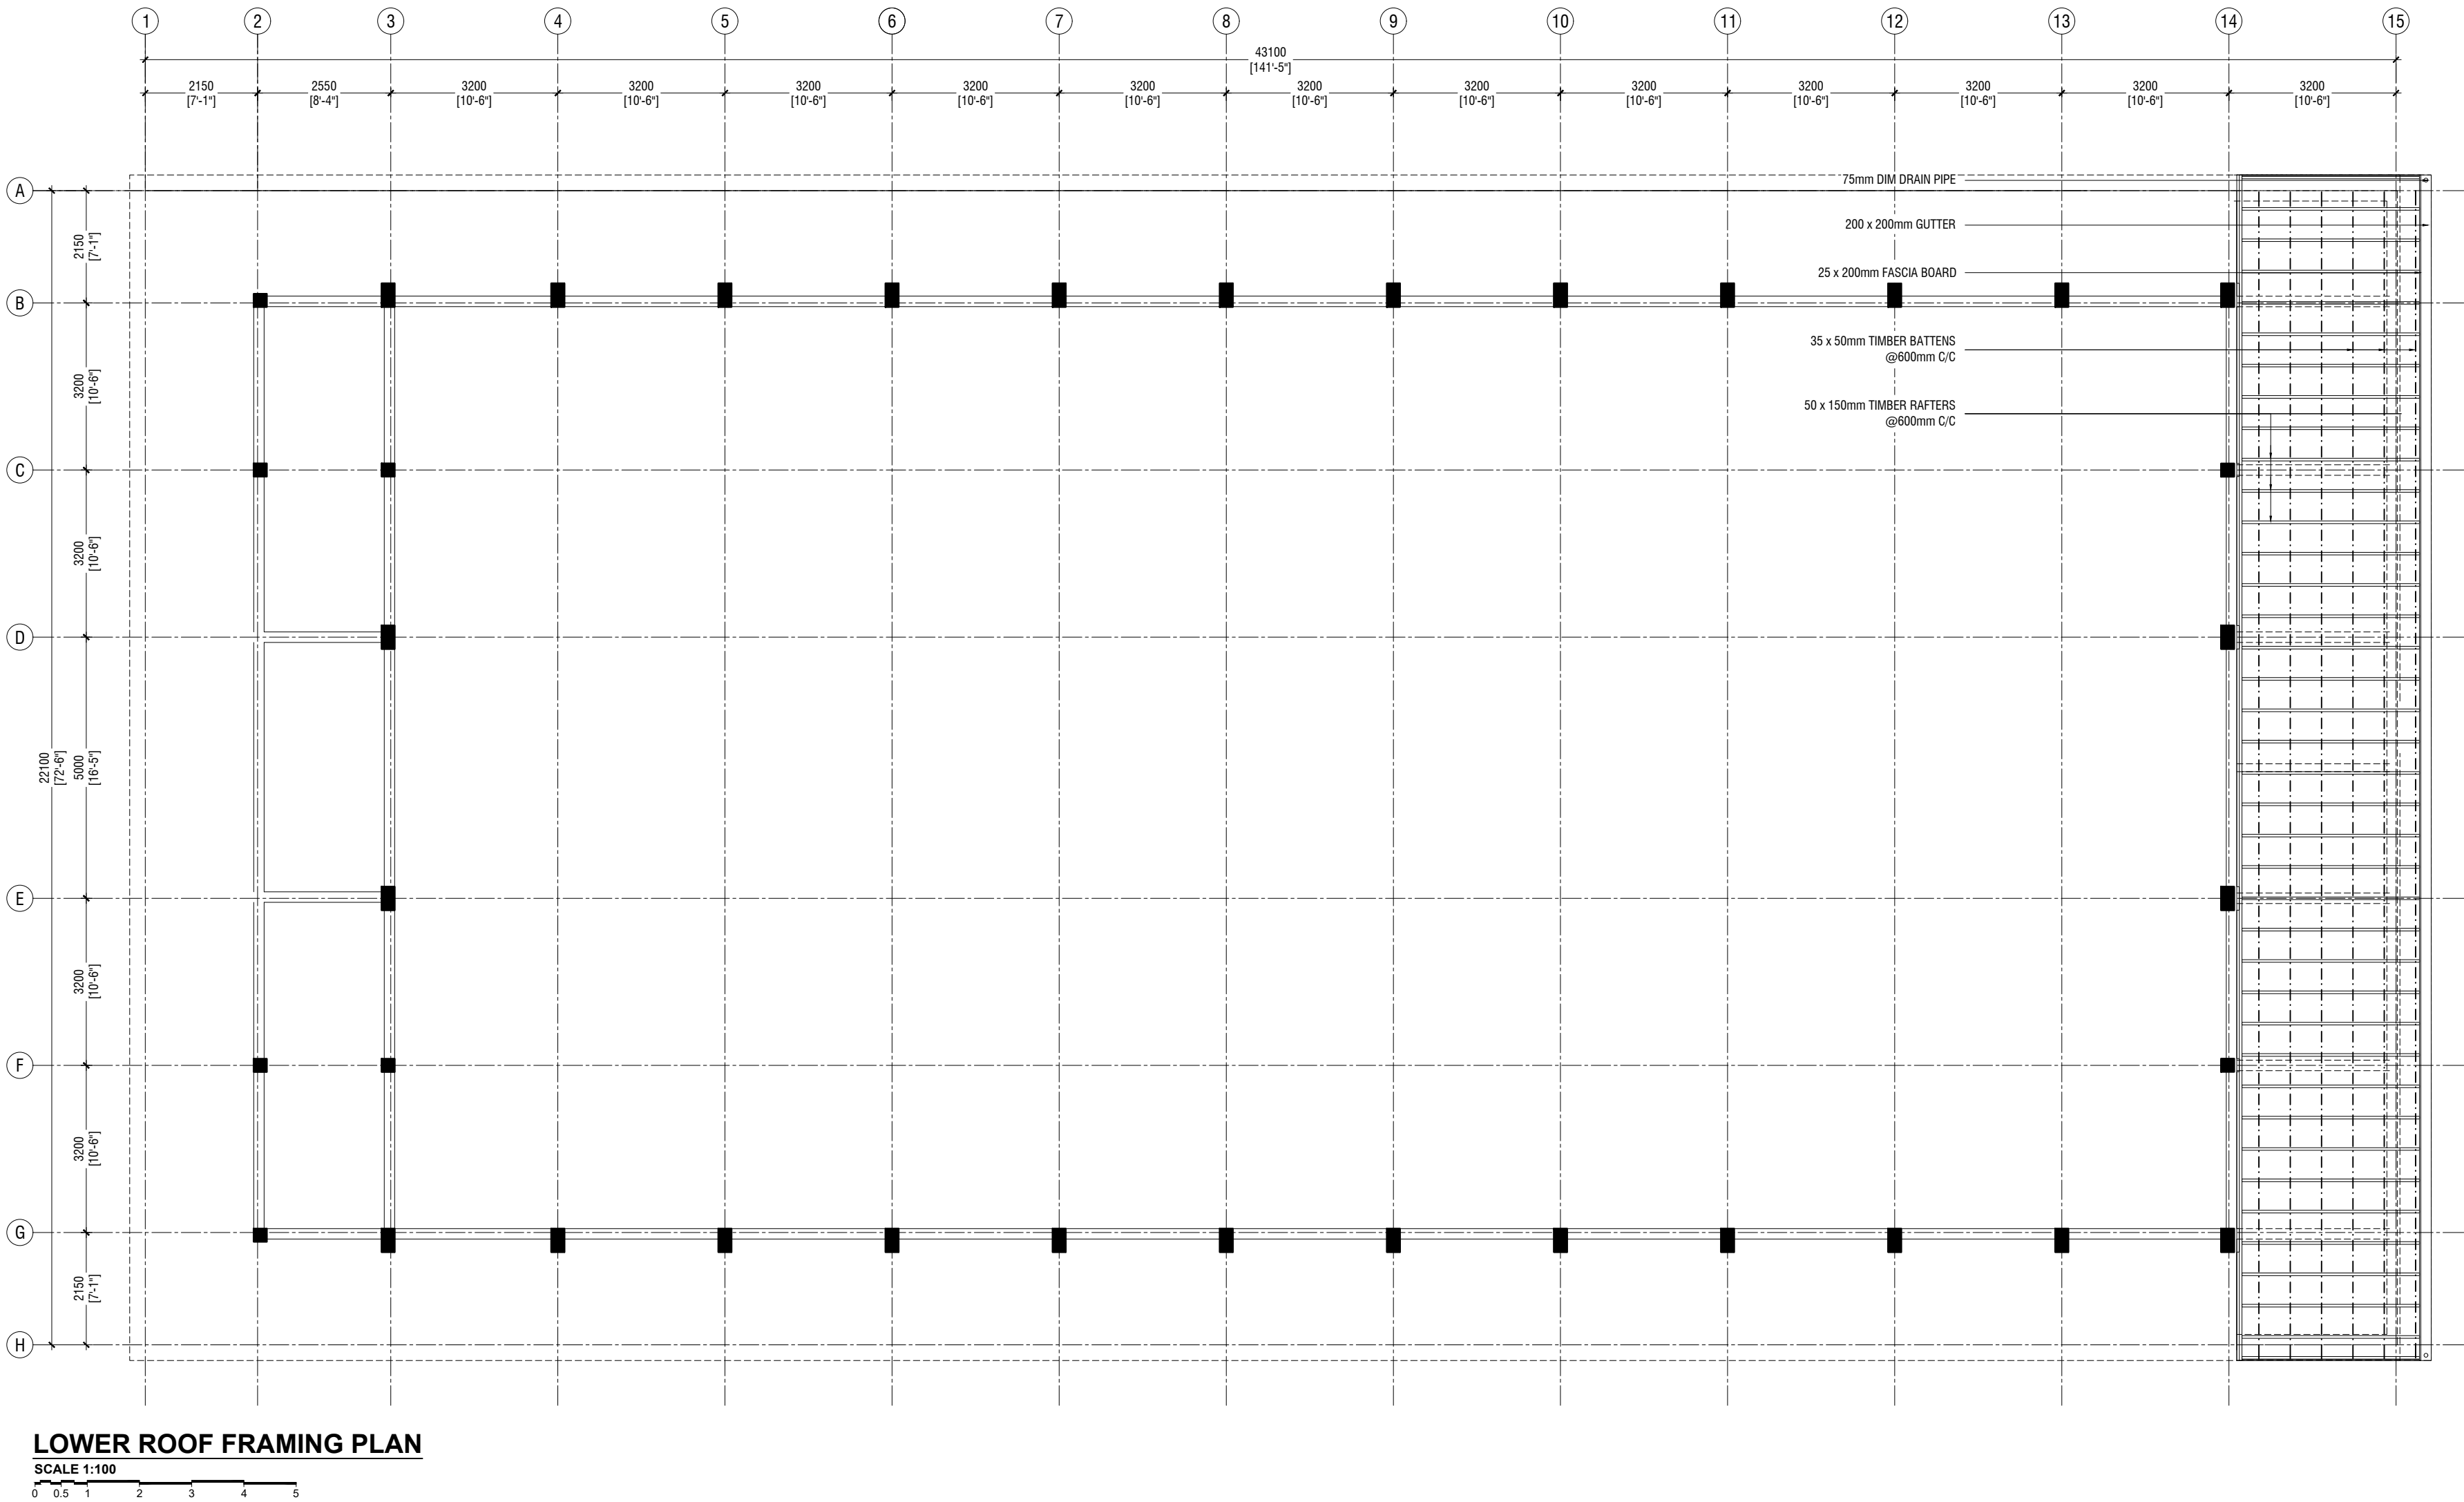 1 2 3 4 5 6 7 8 9 10 11 12 13 14 15
43100
[141'-5"]
2150 2550 3200 3200 3200 3200 3200 3200 3200 3200 3200 3200 3200 3200
[7'-1"] [8'-4"] [10'-6"] [10'-6"] [10'-6"] [10'-6"] [10'-6"] [10'-6"] [10'-6"] [10'-6"] [10'-6"] [10'-6"] [10'-6"] [10'-6"]
A
75mm DIM DRAIN PIPE
200 x 200mm GUTTER
2150
[7'-1"]
25 x 200mm FASCIA BOARD
B
35 x 50mm TIMBER BATTENS
@600mm C/C
3200
[10'-6"]
50 x 150mm TIMBER RAFTERS
@600mm C/C
C
3200
[10'-6"]
D
22100
[72'-6"]
5000
[16'-5"]
E
3200
[10'-6"]
F
3200
[10'-6"]
G
2150
[7'-1"]
H
LOWER ROOF FRAMING PLAN
SCALE 1:100
0 0.5 1 2 3 4 5